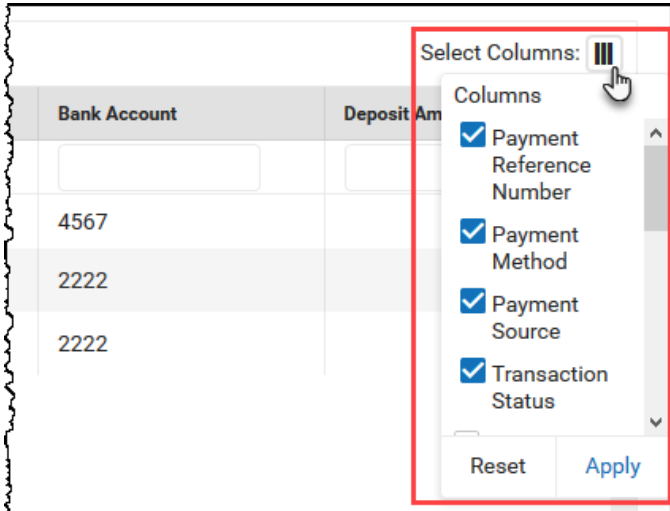 Select Columns:
Columns
Bank Account
Deposit Am
Payment
Reference
Number
4567
Payment
Method
2222
Payment
Source
2222
Transaction
Status
Reset
Apply